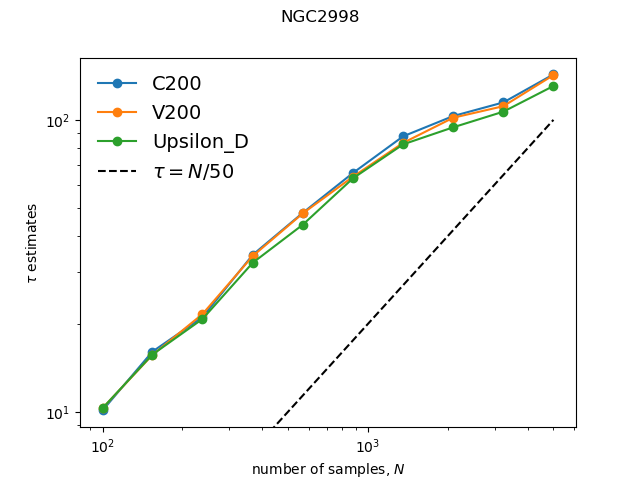 NGC2998
C200
V200
Upsilon_D
τ = N/50
10²
10¹
τ estimates
10² 10³
number of samples, N